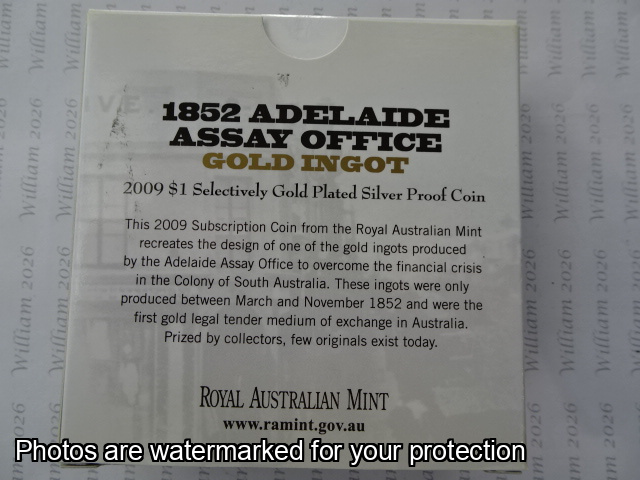 1852 ADELAIDE
ASSAY OFFICE
GOLD INGOT
2009 $1 Selectively Gold Plated Silver Proof Coin
This 2009 Subscription Coin from the Royal Australian Mint
recreates the design of one of the gold ingots produced
by the Adelaide Assay Office to overcome the financial crisis
in the Colony of South Australia. These ingots were only
produced between March and November 1852 and were the
first gold legal tender medium of exchange in Australia.
Prized by collectors, few originals exist today.
ROYAL AUSTRALIAN MINT
www.ramint.gov.au
Photos are watermarked for your protection
William 2026